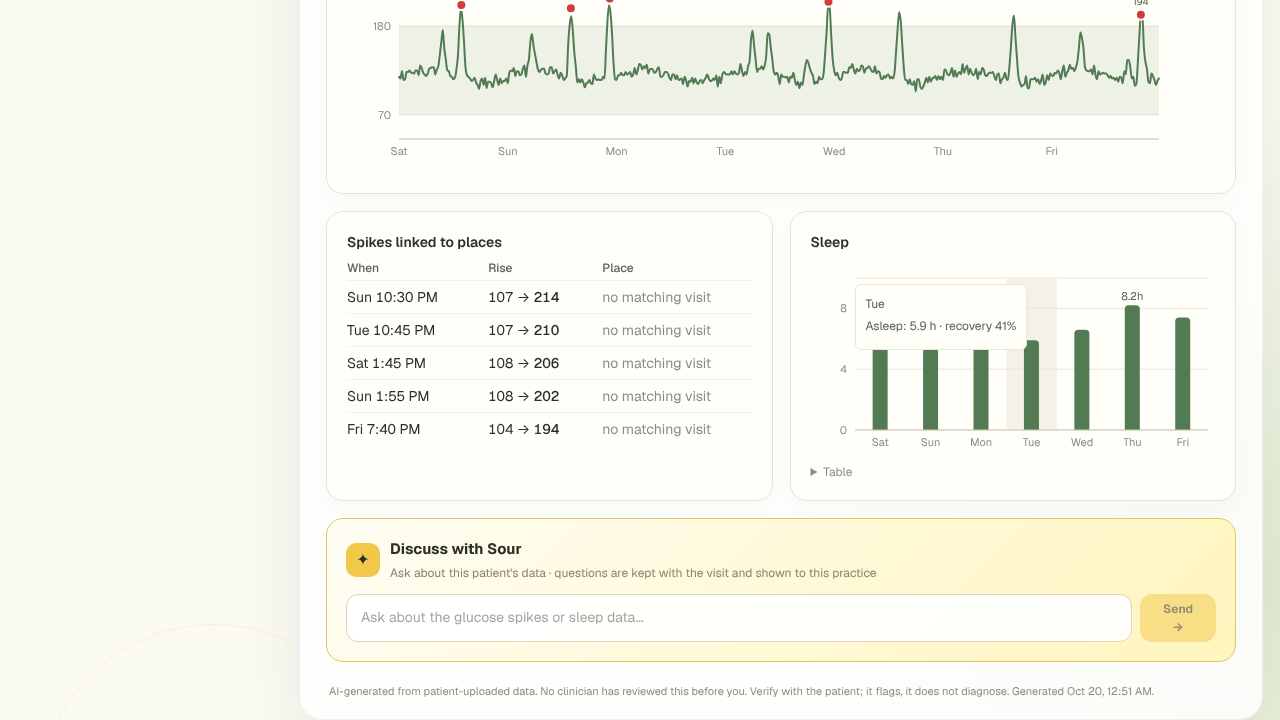 194
180
70
Sat Sun Mon Tue Wed Thu Fri
Spikes linked to places
When Rise Place
Sun 10:30 PM 107 → 214 no matching visit
Tue 10:45 PM 107 → 210 no matching visit
Sat 1:45 PM 108 → 206 no matching visit
Sun 1:55 PM 108 → 202 no matching visit
Fri 7:40 PM 104 → 194 no matching visit
Sleep
8.2h
Tue
Asleep: 5.9 h · recovery 41%
8
4
0
Sat Sun Mon Tue Wed Thu Fri
▶ Table
Discuss with Sour
Ask about this patient's data · questions are kept with the visit and shown to this practice
Ask about the glucose spikes or sleep data...
Send
→
AI-generated from patient-uploaded data. No clinician has reviewed this before you. Verify with the patient; it flags, it does not diagnose. Generated Oct 20, 12:51 AM.